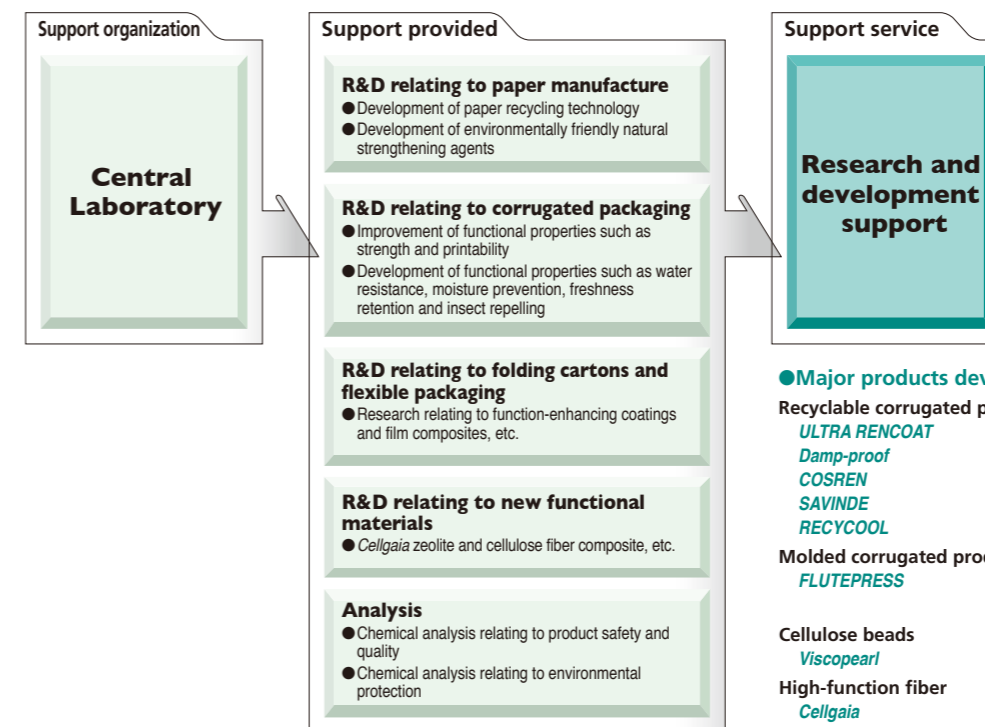 Support organization
Central
Laboratory
Support provided
R&D relating to paper manufacture
●Development of paper recycling technology
●Development of environmentally friendly natural
strengthening agents
R&D relating to corrugated packaging
●Improvement of functional properties such as
strength and printability
●Development of functional properties such as water
resistance, moisture prevention, freshness
retention and insect repelling
R&D relating to folding cartons and
flexible packaging
●Research relating to function-enhancing coatings
and film composites, etc.
R&D relating to new functional
materials
●Cellgaia zeolite and cellulose fiber composite, etc.
Analysis
●Chemical analysis relating to product safety and
quality
●Chemical analysis relating to environmental
protection
Support service
Research and
development
support
●Major products
Recyclable corrugated
ULTRA RENCOAT
Damp-proof
COSREN
SAVINDE
RECYCOOL
Molded corrugated
FLUTEPRESS
Cellulose beads
Viscopearl
High-function fiber
Cellgaia